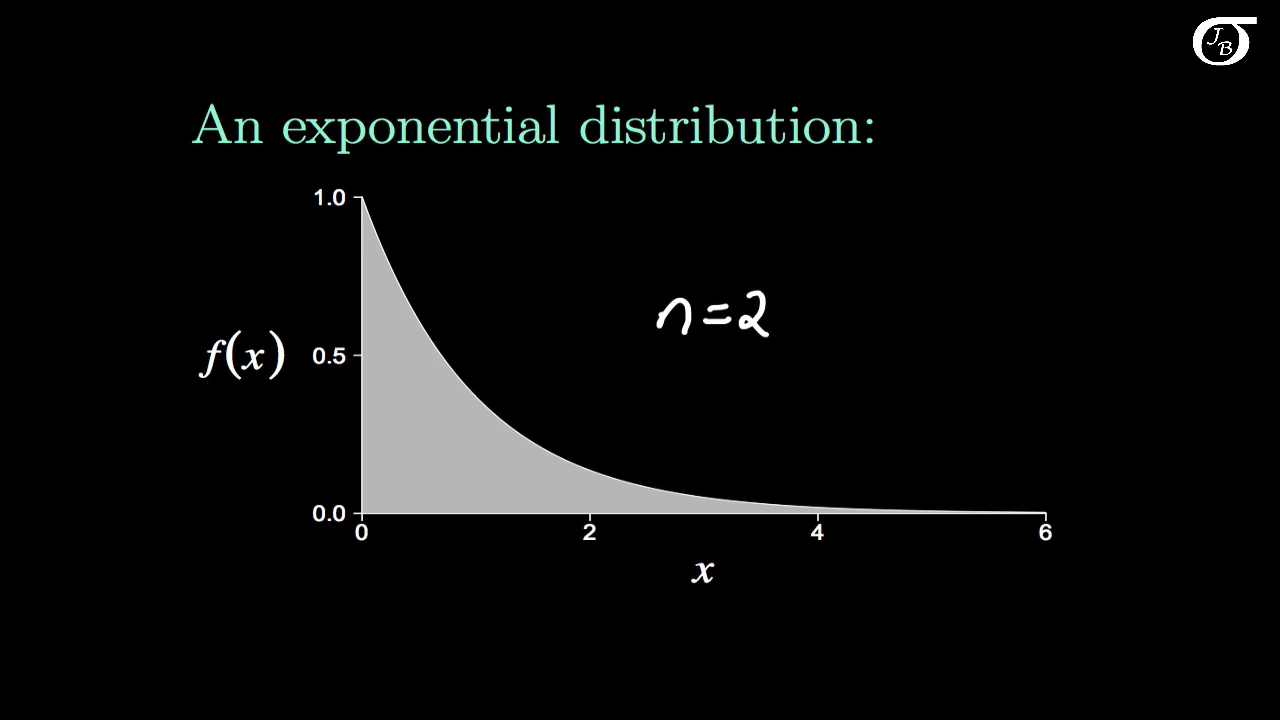 J
B
An exponential distribution:
1.0
n=2
f(x) 0.5
0.0
0 2 4 6
x